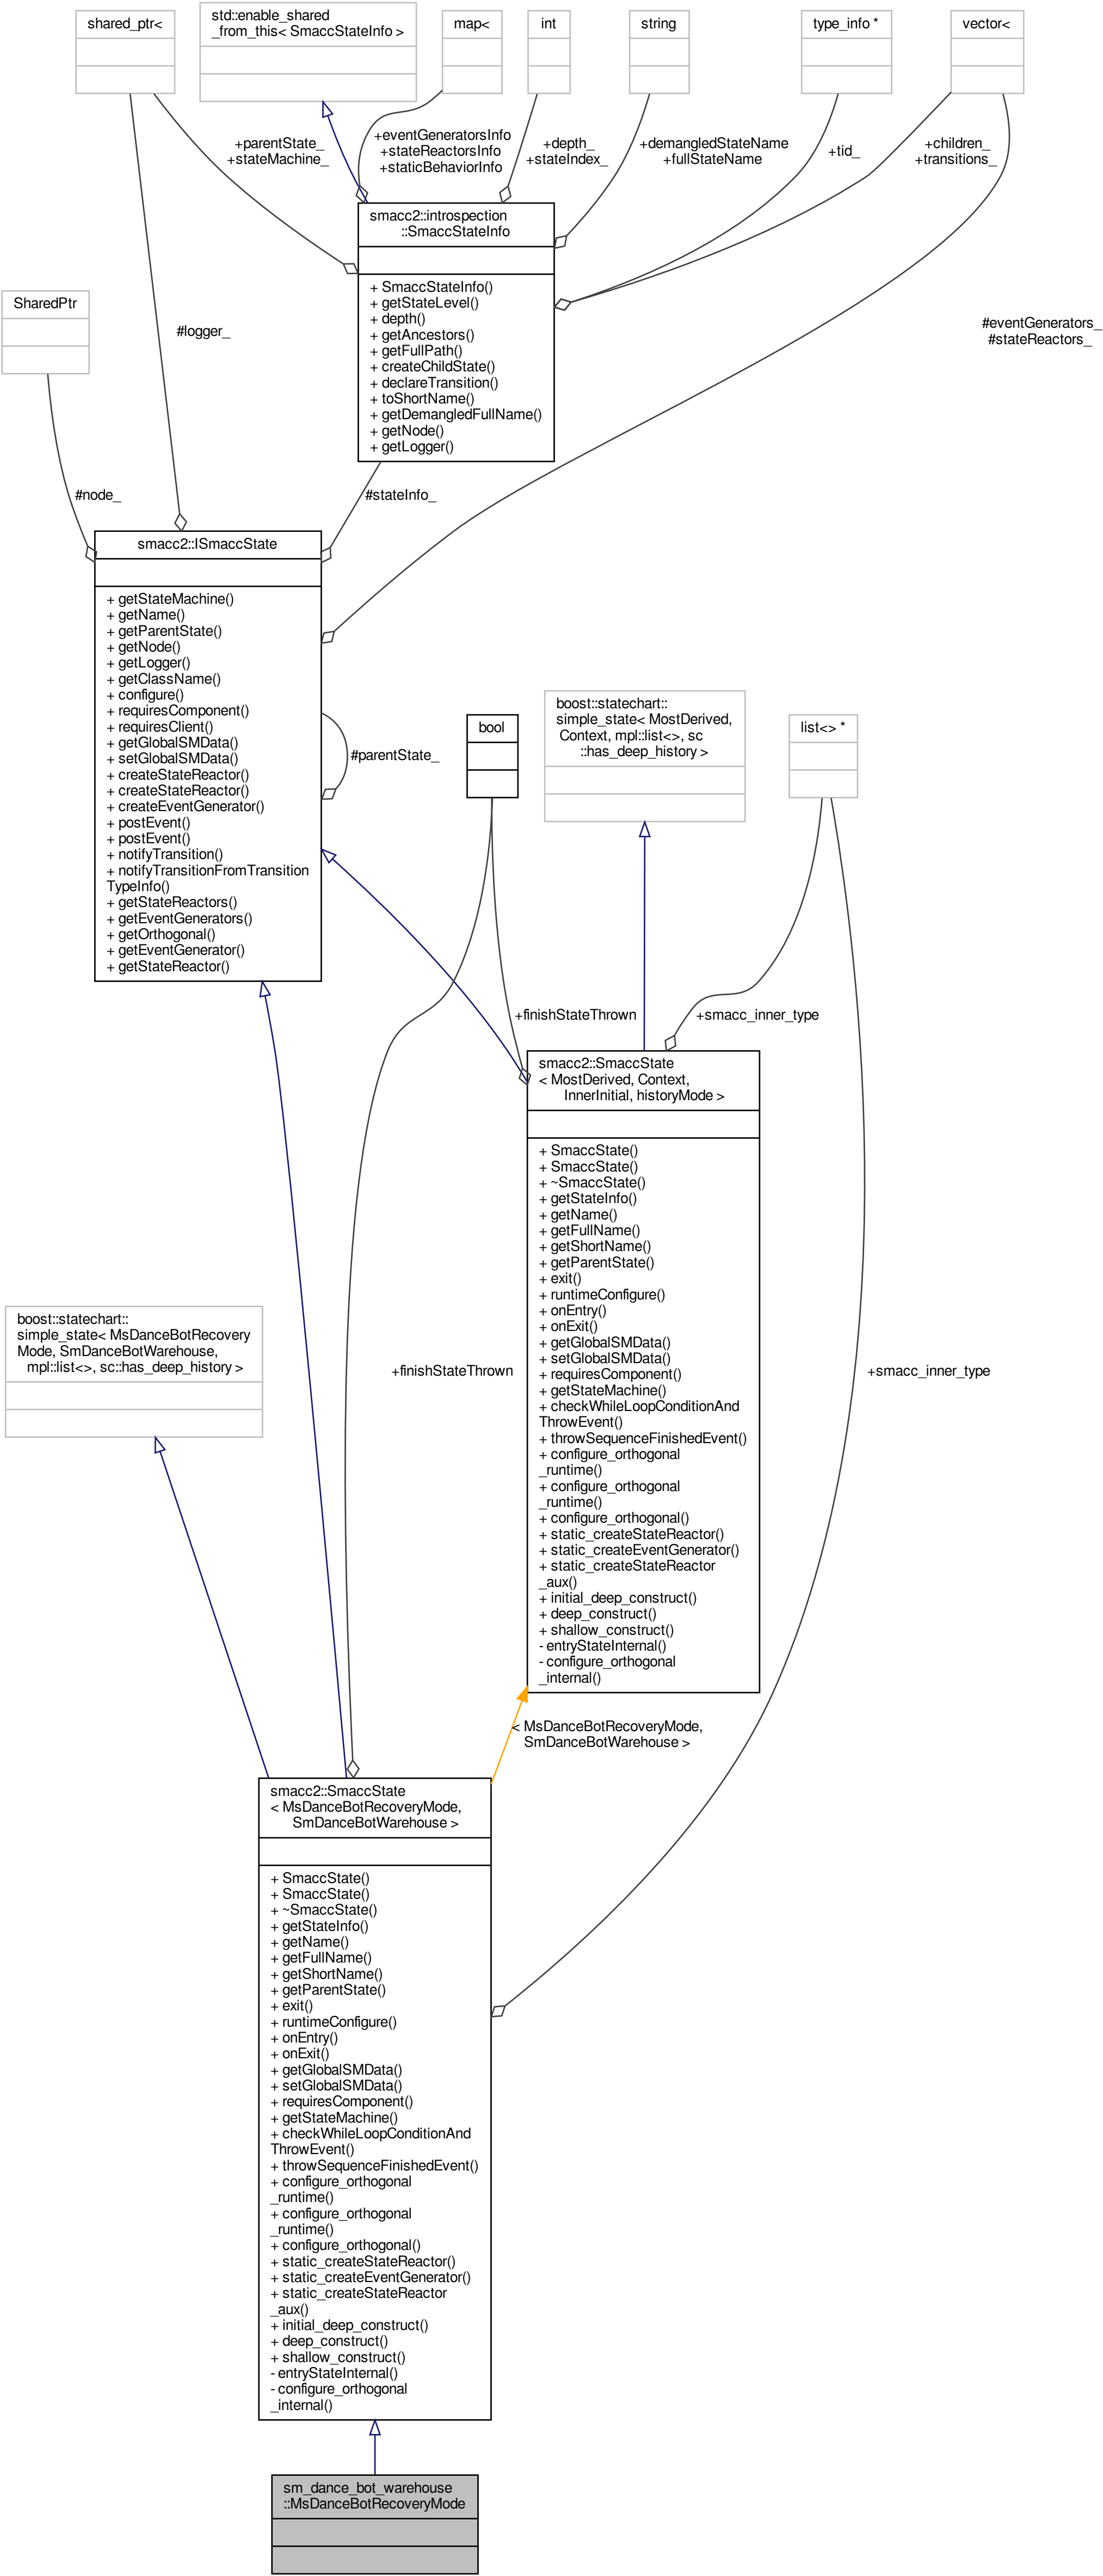 shared_ptr<
std::enable_shared
_from_this< SmaccStateInfo >
map<
int
string
type_info *
vector<
+parentState_
+stateMachine_
+eventGeneratorsInfo
+stateReactorsInfo
+staticBehaviorInfo
+depth_
+stateIndex_
+demangledStateName
+fullStateName
+tid_
+children_
+transitions_
smacc2::introspection
::SmaccStateInfo
+ SmaccStateInfo()
+ getStateLevel()
+ depth()
+ getAncestors()
+ getFullPath()
+ createChildState()
+ declareTransition()
+ toShortName()
+ getDemangledFullName()
+ getNode()
+ getLogger()
SharedPtr
#logger_
#eventGenerators_
#stateReactors_
#node_
#stateInfo_
smacc2::ISmaccState
+ getStateMachine()
+ getName()
+ getParentState()
+ getNode()
+ getLogger()
+ getClassName()
+ configure()
+ requiresComponent()
+ requiresClient()
+ getGlobalSMData()
+ setGlobalSMData()
+ createStateReactor()
+ createStateReactor()
+ createEventGenerator()
+ postEvent()
+ postEvent()
+ notifyTransition()
+ notifyTransitionFromTransition
TypeInfo()
+ getStateReactors()
+ getEventGenerators()
+ getOrthogonal()
+ getEventGenerator()
+ getStateReactor()
#parentState_
bool
boost::statechart::
simple_state< MostDerived,
Context, mpl::list<>, sc
::has_deep_history >
list<> *
+finishStateThrown
+smacc_inner_type
smacc2::SmaccState
< MostDerived, Context,
InnerInitial, historyMode >
+ SmaccState()
+ SmaccState()
+ ~SmaccState()
+ getStateInfo()
+ getName()
+ getFullName()
+ getShortName()
+ getParentState()
+ exit()
+ runtimeConfigure()
+ onEntry()
+ onExit()
+ getGlobalSMData()
+ setGlobalSMData()
+ requiresComponent()
+ getStateMachine()
+ checkWhileLoopConditionAnd
ThrowEvent()
+ throwSequenceFinishedEvent()
+ configure_orthogonal
_runtime()
+ configure_orthogonal
_runtime()
+ configure_orthogonal()
+ static_createStateReactor()
+ static_createEventGenerator()
+ static_createStateReactor
_aux()
+ initial_deep_construct()
+ deep_construct()
+ shallow_construct()
- entryStateInternal()
- configure_orthogonal
_internal()
boost::statechart::
simple_state< MsDanceBotRecovery
Mode, SmDanceBotWarehouse,
mpl::list<>, sc::has_deep_history >
+finishStateThrown
+smacc_inner_type
< MsDanceBotRecoveryMode,
SmDanceBotWarehouse >
smacc2::SmaccState
< MsDanceBotRecoveryMode,
SmDanceBotWarehouse >
+ SmaccState()
+ SmaccState()
+ ~SmaccState()
+ getStateInfo()
+ getName()
+ getFullName()
+ getShortName()
+ getParentState()
+ exit()
+ runtimeConfigure()
+ onEntry()
+ onExit()
+ getGlobalSMData()
+ setGlobalSMData()
+ requiresComponent()
+ getStateMachine()
+ checkWhileLoopConditionAnd
ThrowEvent()
+ throwSequenceFinishedEvent()
+ configure_orthogonal
_runtime()
+ configure_orthogonal
_runtime()
+ configure_orthogonal()
+ static_createStateReactor()
+ static_createEventGenerator()
+ static_createStateReactor
_aux()
+ initial_deep_construct()
+ deep_construct()
+ shallow_construct()
- entryStateInternal()
- configure_orthogonal
_internal()
sm_dance_bot_warehouse
::MsDanceBotRecoveryMode